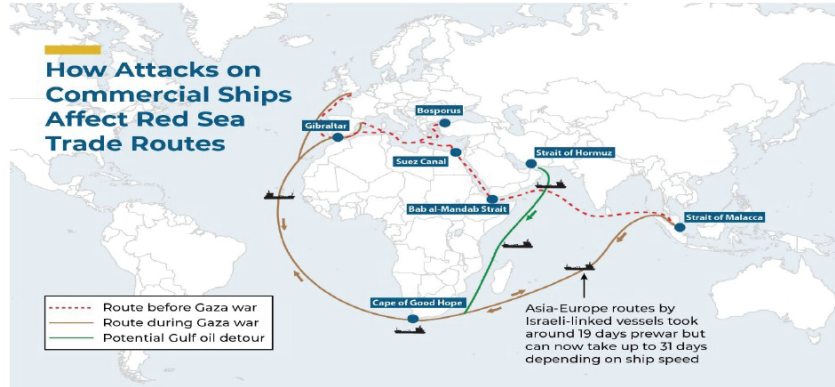 How Attacks on
Commercial Ships
Affect Red Sea
Trade Routes
Bosporus
Gibraltar
Suez Canal
Strait of Hormuz
Bab al-Mandab Strait
Strait of Malacca
Cape of Good Hope
Route before Gaza war
Route during Gaza war
Potential Gulf oil detour
Asia-Europe routes by
Israeli-linked vessels took
around 19 days prewar but
can now take up to 31 days
depending on ship speed